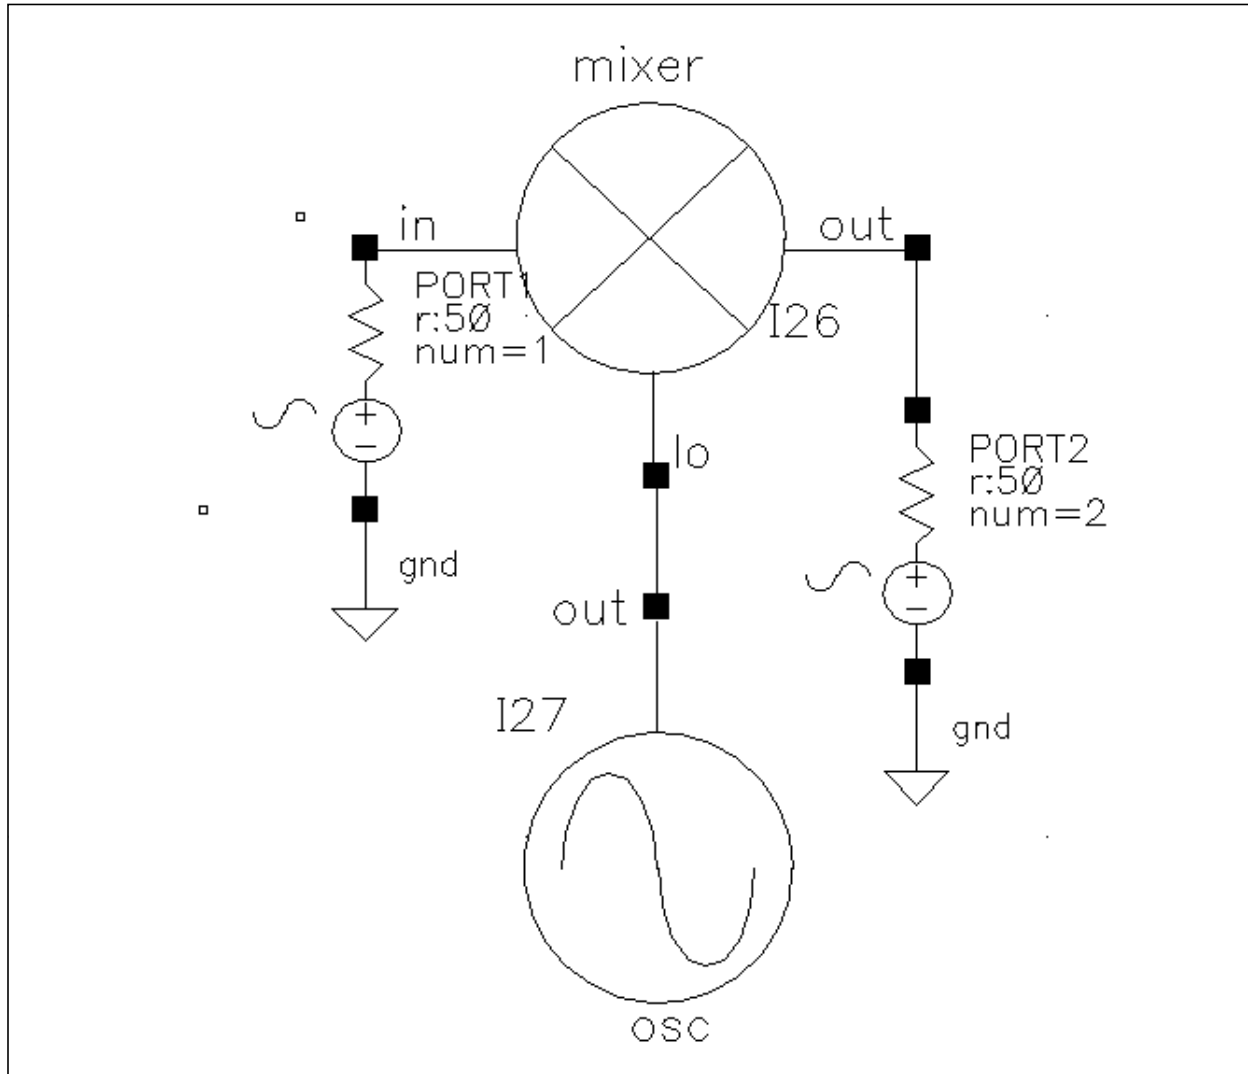 mixer
in
out
PORT1
r:50
num=1
I26
lo
PORT2
r:50
num=2
gnd
out
I27
gnd
osc